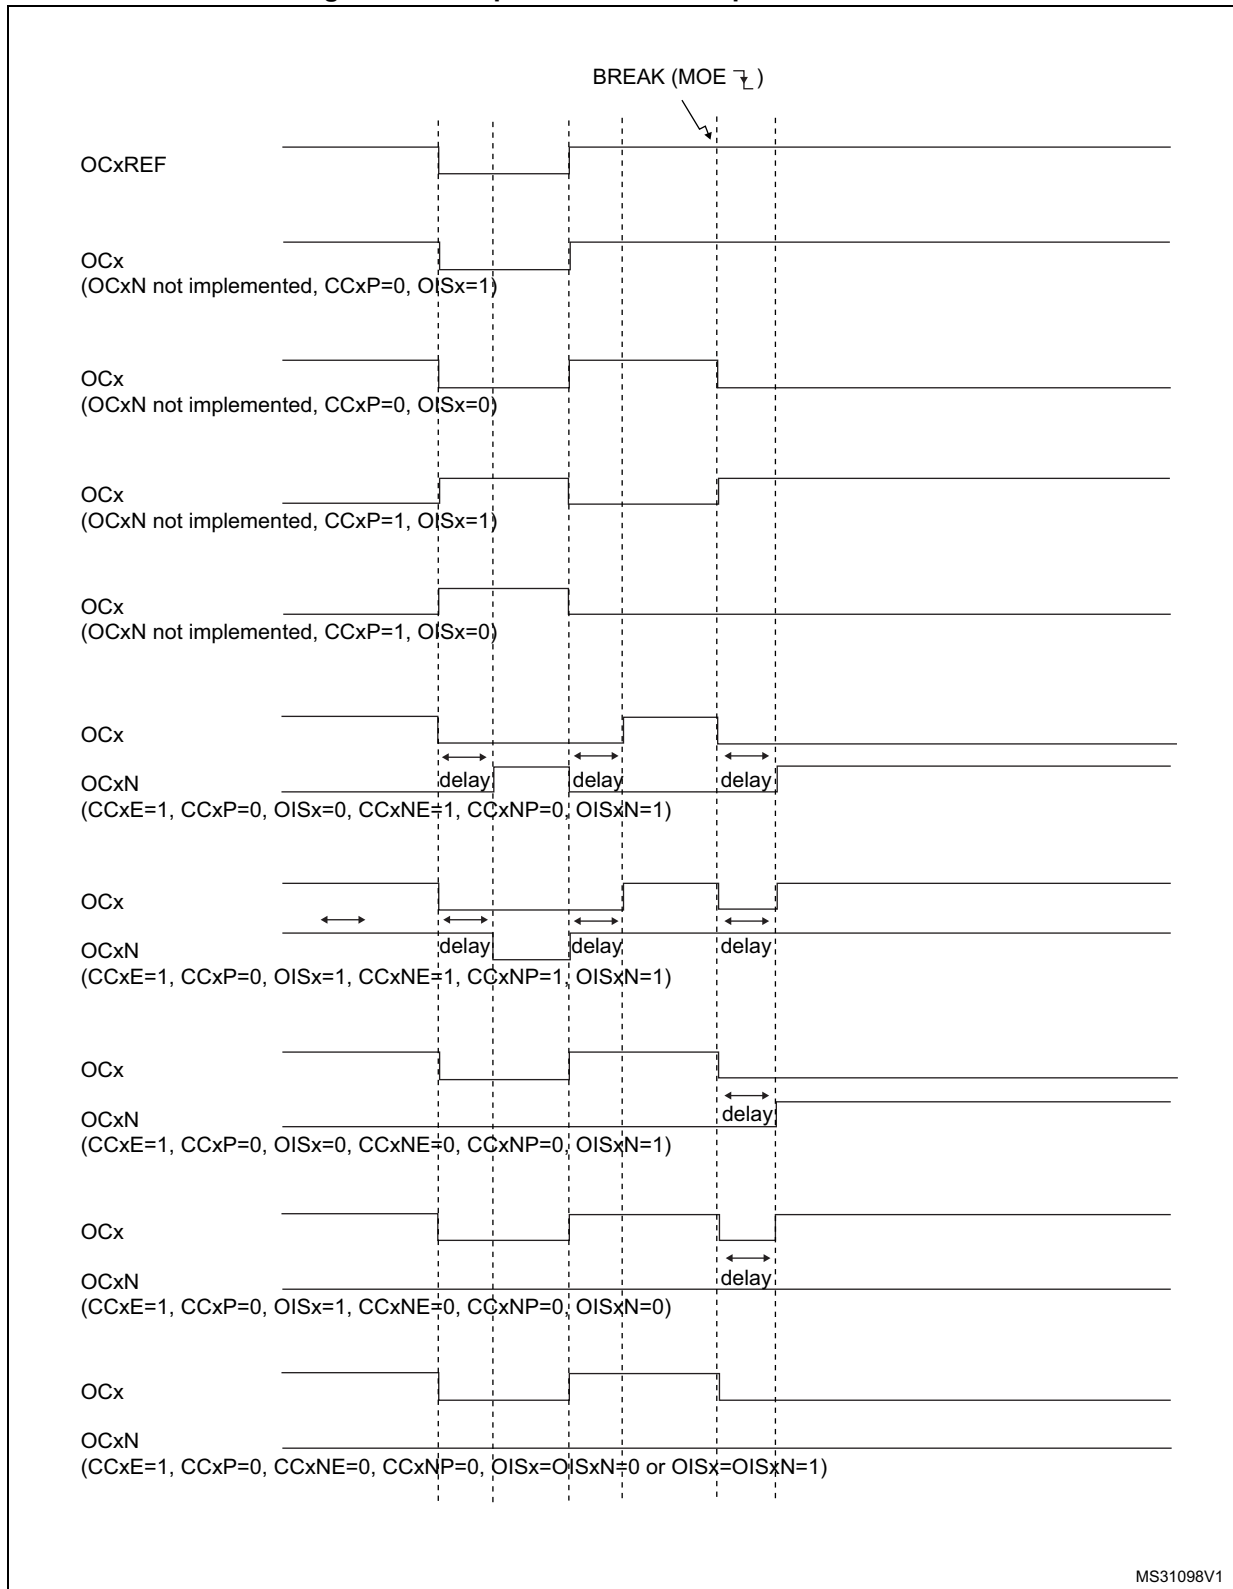 BREAK (MOE )
OCxREF
OCx
(OCxN not implemented, CCxP=0, OISx=1)
OCx
(OCxN not implemented, CCxP=0, OISx=0)
OCx
(OCxN not implemented, CCxP=1, OISx=1)
OCx
(OCxN not implemented, CCxP=1, OISx=0)
OCx
delay delay delay
OCxN
(CCxE=1, CCxP=0, OISx=0, CCxNE=1, CCxNP=0, OISxN=1)
OCx
delay delay delay
OCxN
(CCxE=1, CCxP=0, OISx=1, CCxNE=1, CCxNP=1, OISxN=1)
OCx
delay
OCxN
(CCxE=1, CCxP=0, OISx=0, CCxNE=0, CCxNP=0, OISxN=1)
OCx
delay
OCxN
(CCxE=1, CCxP=0, OISx=1, CCxNE=0, CCxNP=0, OISxN=0)
OCx
OCxN
(CCxE=1, CCxP=0, CCxNE=0, CCxNP=0, OISx=OISxN=0 or OISx=OISxN=1)
MS31098V1